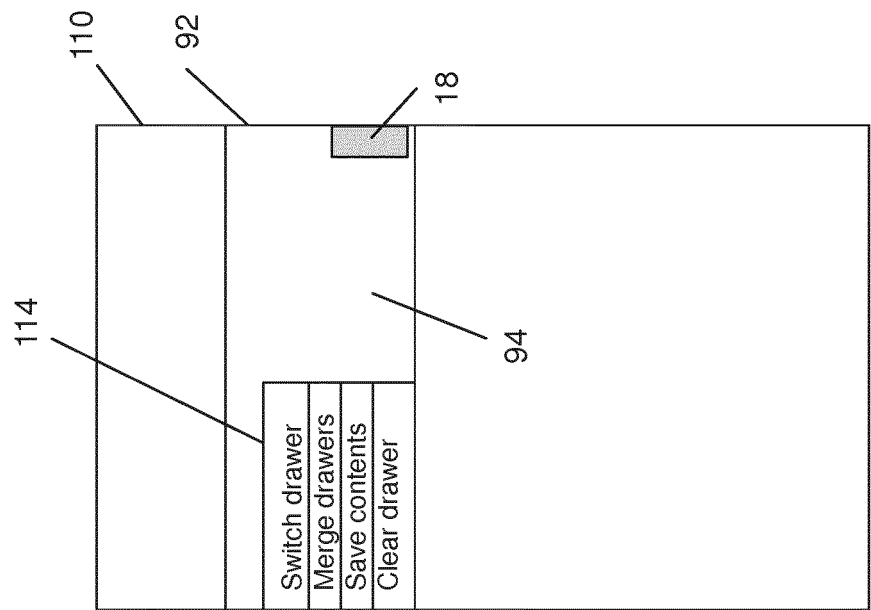 110
92
18
114
94
Switch drawer
Merge drawers
Save contents
Clear drawer